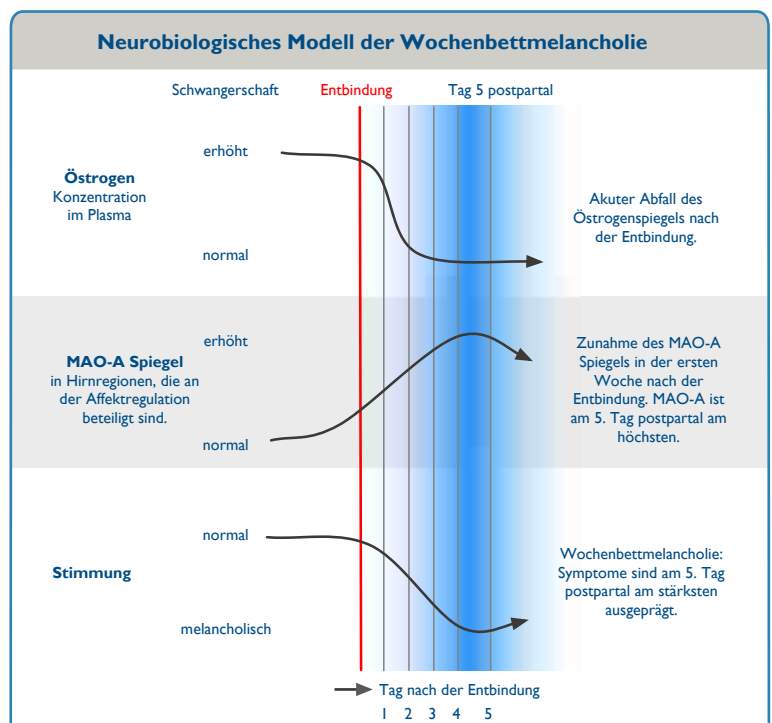 Neurobiologisches Modell der Wochenbettmelancholie
Schwangerschaft
Entbindung
Tag 5 postpartal
erhöht
Östrogen
Konzentration
im Plasma
normal
Akuter Abfall des
Östrogenspiegels nach
der Entbindung.
erhöht
MAO-A Spiegel
in Hirnregionen, die an
der Affektregulation
beteiligt sind.
normal
Zunahme des MAO-A
Spiegels in der ersten
Woche nach der
Entbindung. MAO-A ist
am 5. Tag postpartal am
höchsten.
normal
Stimmung
melancholisch
Wochenbettmelancholie:
Symptome sind am 5. Tag
postpartal am stärksten
ausgeprägt.
Tag nach der Entbindung
1 2 3 4 5